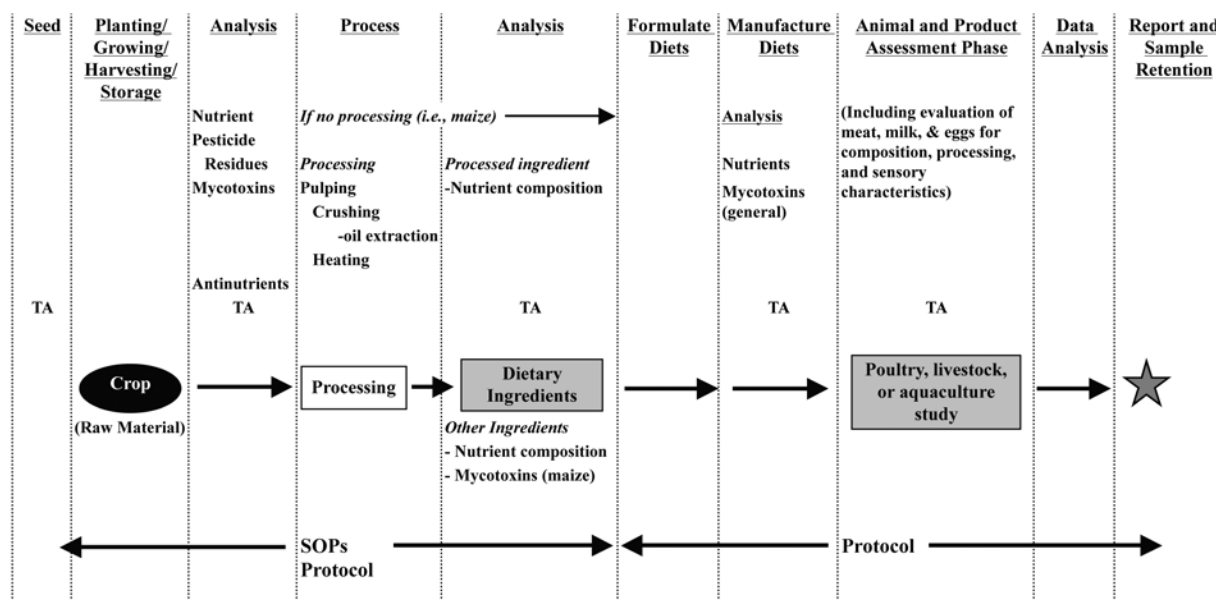 Seed
Planting/
Growing/
Harvesting/
Storage
Analysis
Process
Analysis
Formulate
Diets
Manufacture
Diets
Animal and Product
Assessment Phase
Data
Analysis
Report and
Sample
Retention
Nutrient
Pesticide
Residues
Mycotoxins
Antinutrients
TA
If no processing (i.e., maize)
Processing
Pulping
Crushing
-oil extraction
Heating
Processed ingredient
-Nutrient composition
Analysis
Nutrients
Mycotoxins
(general)
(Including evaluation of
meat, milk, & eggs for
composition, processing,
and sensory
characteristics)
TA
TA
TA
TA
Crop
(Raw Material)
Processing
Dietary
Ingredients
Other Ingredients
- Nutrient composition
- Mycotoxins (maize)
Poultry, livestock,
or aquaculture
study
SOPs
Protocol
Protocol